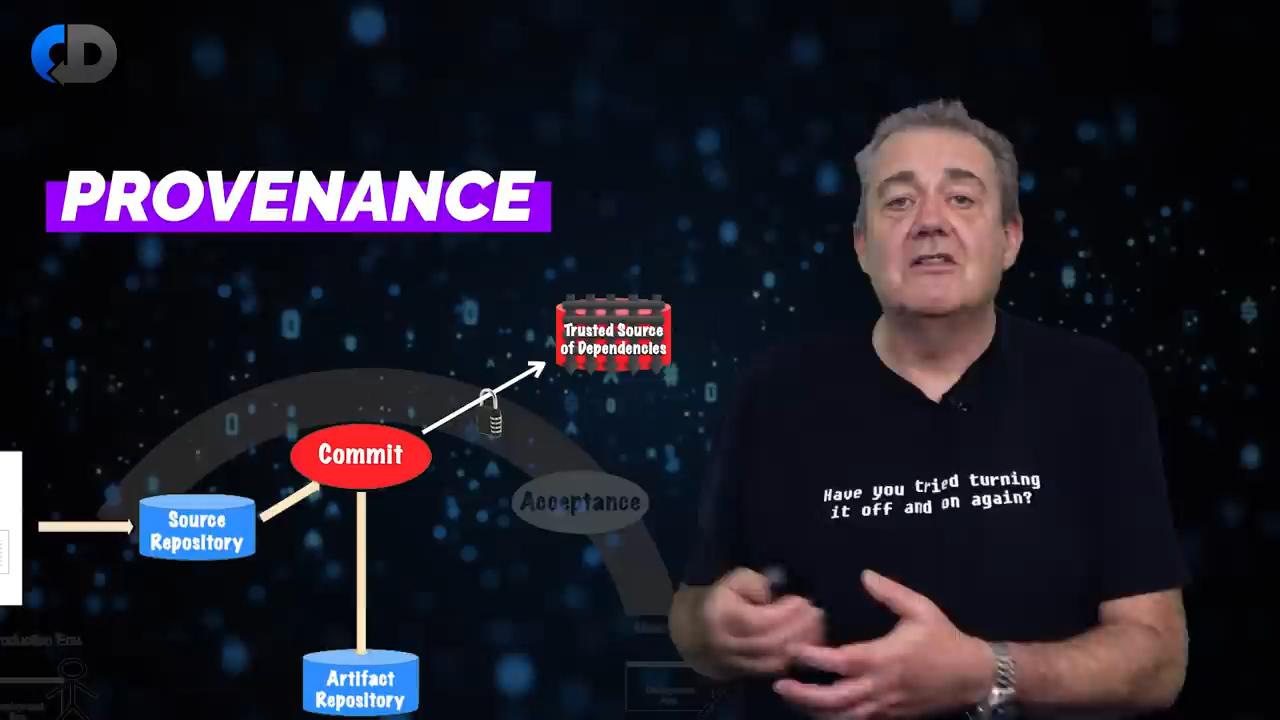 CD
PROVENANCE
Trusted Source
of Dependencies
Commit
Acceptance
Source
Repository
Have you tried turning
it off and on again?
Artifact
Repository